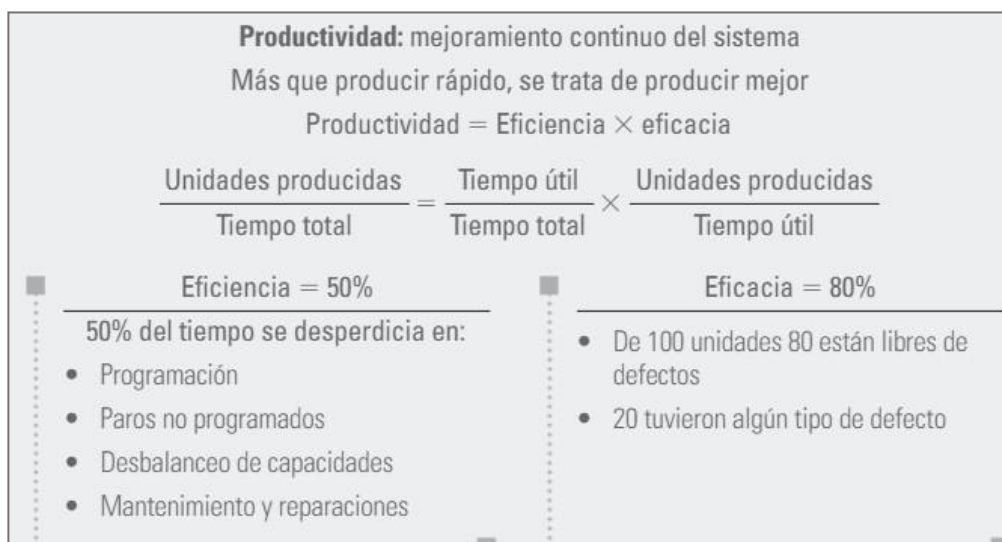 Productividad: mejoramiento continuo del sistema
Más que producir rápido, se trata de producir mejor
Productividad = Eficiencia × eficacia
Unidades producidas / Tiempo total = Tiempo útil / Tiempo total × Unidades producidas / Tiempo útil
Eficiencia = 50%
50% del tiempo se desperdicia en:
• Programación
• Paros no programados
• Desbalanceo de capacidades
• Mantenimiento y reparaciones
Eficacia = 80%
• De 100 unidades 80 están libres de
defectos
• 20 tuvieron algún tipo de defecto